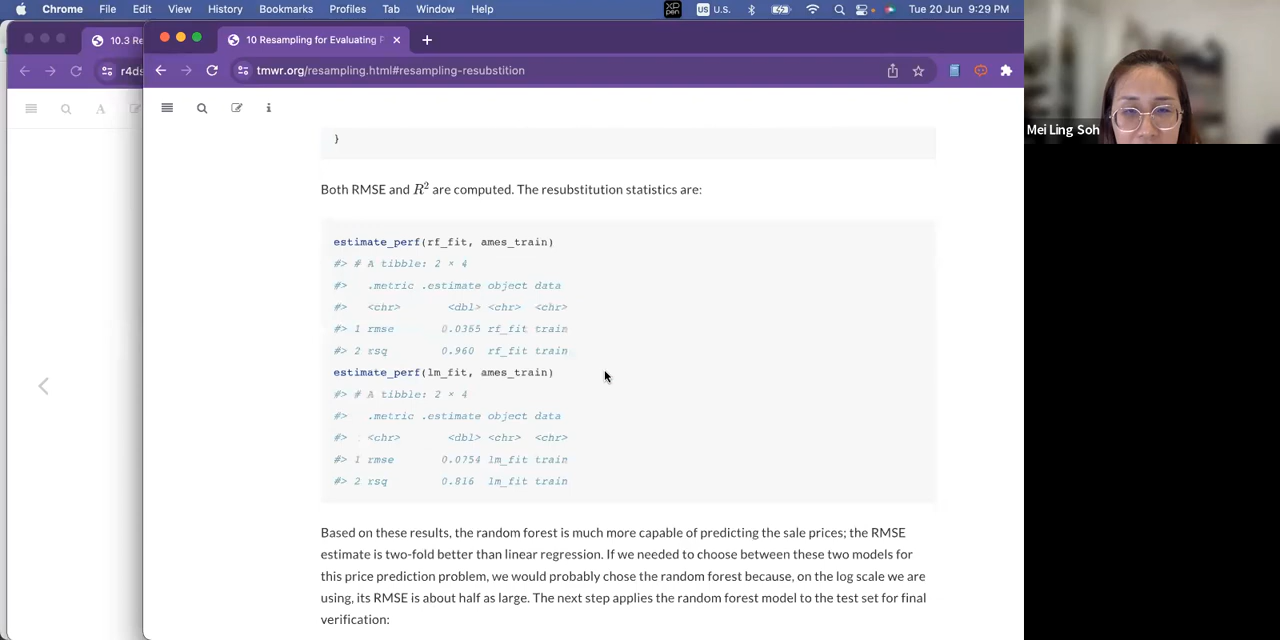 Chrome File Edit View History Bookmarks Profiles Tab Window Help
US U.S. Tue 20 Jun 9:29 PM
10.3 Re
10 Resampling for Evaluating P
r4ds
tmwr.org/resampling.html#resampling-resubstition
Mei Ling Soh
}
Both RMSE and R² are computed. The resubstitution statistics are:
estimate_perf(rf_fit, ames_train)
#> # A tibble: 2 × 4
#> .metric .estimate object data
#> <chr> <dbl> <chr> <chr>
#> 1 rmse 0.0365 rf_fit train
#> 2 rsq 0.960 rf_fit train
estimate_perf(lm_fit, ames_train)
#> # A tibble: 2 × 4
#> .metric .estimate object data
#> <chr> <dbl> <chr> <chr>
#> 1 rmse 0.0754 lm_fit train
#> 2 rsq 0.816 lm_fit train
Based on these results, the random forest is much more capable of predicting the sale prices; the RMSE
estimate is two-fold better than linear regression. If we needed to choose between these two models for
this price prediction problem, we would probably chose the random forest because, on the log scale we are
using, its RMSE is about half as large. The next step applies the random forest model to the test set for final
verification: